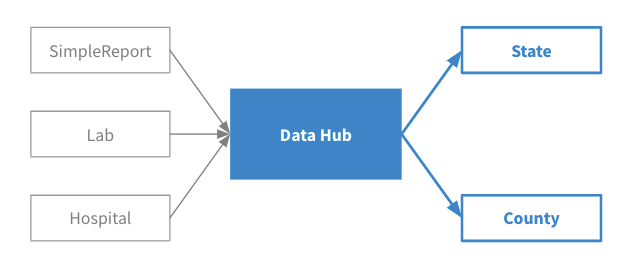 SimpleReport
Lab
Hospital
Data Hub
State
County